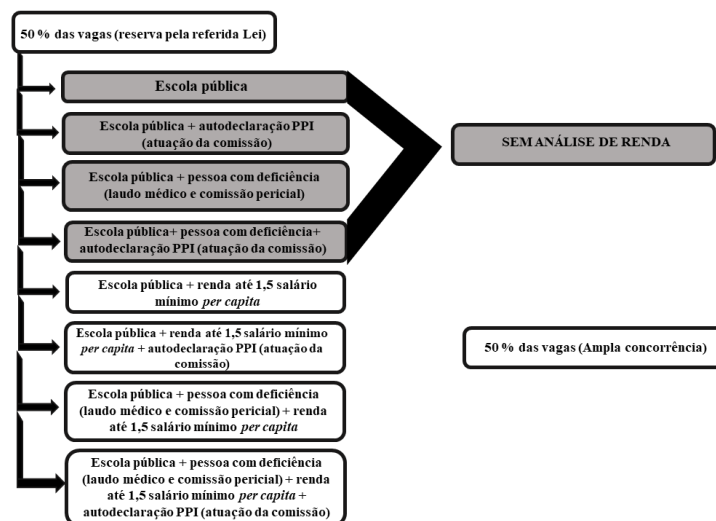 50% das vagas (reserva pela referida Lei)
Escola pública
Escola pública + autodeclaração PPI
(atuação da comissão)
Escola pública + pessoa com deficiência
(laudo médico e comissão pericial)
Escola pública+ pessoa com deficiência+
autodeclaração PPI (atuação da comissão)
SEM ANÁLISE DE RENDA
Escola pública + renda até 1,5 salário
mínimo per capita
Escola pública + renda até 1,5 salário mínimo
per capita + autodeclaração PPI (atuação da
comissão)
50% das vagas (Ampla concorrência)
Escola pública + pessoa com deficiência
(laudo médico e comissão pericial) + renda
até 1,5 salário mínimo per capita
Escola pública + pessoa com deficiência
(laudo médico e comissão pericial) + renda
até 1,5 salário mínimo per capita +
autodeclaração PPI (atuação da comissão)